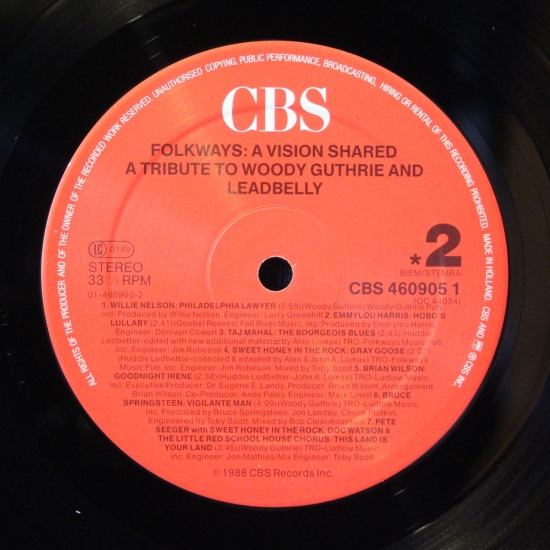 ALL RIGHTS OF THE PRODUCER AND OF THE OWNER OF THE RECORDED WORK RESERVED. UNAUTHORISED COPYING, PUBLIC PERFORMANCE, BROADCASTING, HIRING OR RENTAL OF THIS RECORDING PROHIBITED. MADE IN HOLLAND. CBS AND ARE ® CBS INC.
CBS
FOLKWAYS: A VISION SHARED
A TRIBUTE TO WOODY GUTHRIE AND
LEADBELLY
IC 0149
STEREO
33 ⅓ RPM
01-460905-2
*2
BIEM/STEMRA
CBS 460905 1
(OC 44034)
1. WILLIE NELSON: PHILADELPHIA LAWYER (2:59)(Woody Guthrie) Woody Guthrie Pub.
Inc. Produced by Willie Nelson. Engineer: Larry Greenhill 2. EMMYLOU HARRIS: HOBO'S
LULLABY (2:41)(Goebel Reeves) Fall River Music, Inc. Produced by Emmylou Harris.
Engineer: Donivan Cowart 3. TAJ MAHAL: THE BOURGEOIS BLUES (2:43)(Huddie
Ledbetter-edited with new additional material by Alan Lomax) TRO-Folkways Music Pub.
Inc. Engineer: Jim Robeson 4. SWEET HONEY IN THE ROCK: GRAY GOOSE
(Huddie Ledbetter-collected & adapted by Alan & John A. Lomax) TRO-Folkways
Music Pub. Inc. Engineer: Jim Robeson. Mixed by Toby Scott 5. BRIAN WILSON:
GOODNIGHT IRENE (Huddie Ledbetter-John A. Lomax) TRO-Ludlow Music,
Inc. Executive Producer: Dr. Eugene E. Landy. Producer: Brian Wilson. Arrangement
Brian Wilson. Co-Producer: Andy Paley. Engineer: Mark Linett 6. BRUCE
SPRINGSTEEN: VIGILANTE MAN (4:09)(Woody Guthrie) TRO-Ludlow Music,
Inc. Produced by Bruce Springsteen, Jon Landau, Chuck Plotkin.
Engineered by Toby Scott. Mixed by Bob Clearmountain 7. PETE
SEEGER with SWEET HONEY IN THE ROCK, DOC WATSON &
THE LITTLE RED SCHOOL HOUSE CHORUS: THIS LAND IS
YOUR LAND (3:45)(Woody Guthrie) TRO-Ludlow Music,
Inc. Engineer: Jon Mathias/Mix Engineer: Toby Scott
℗ 1988 CBS Records Inc.